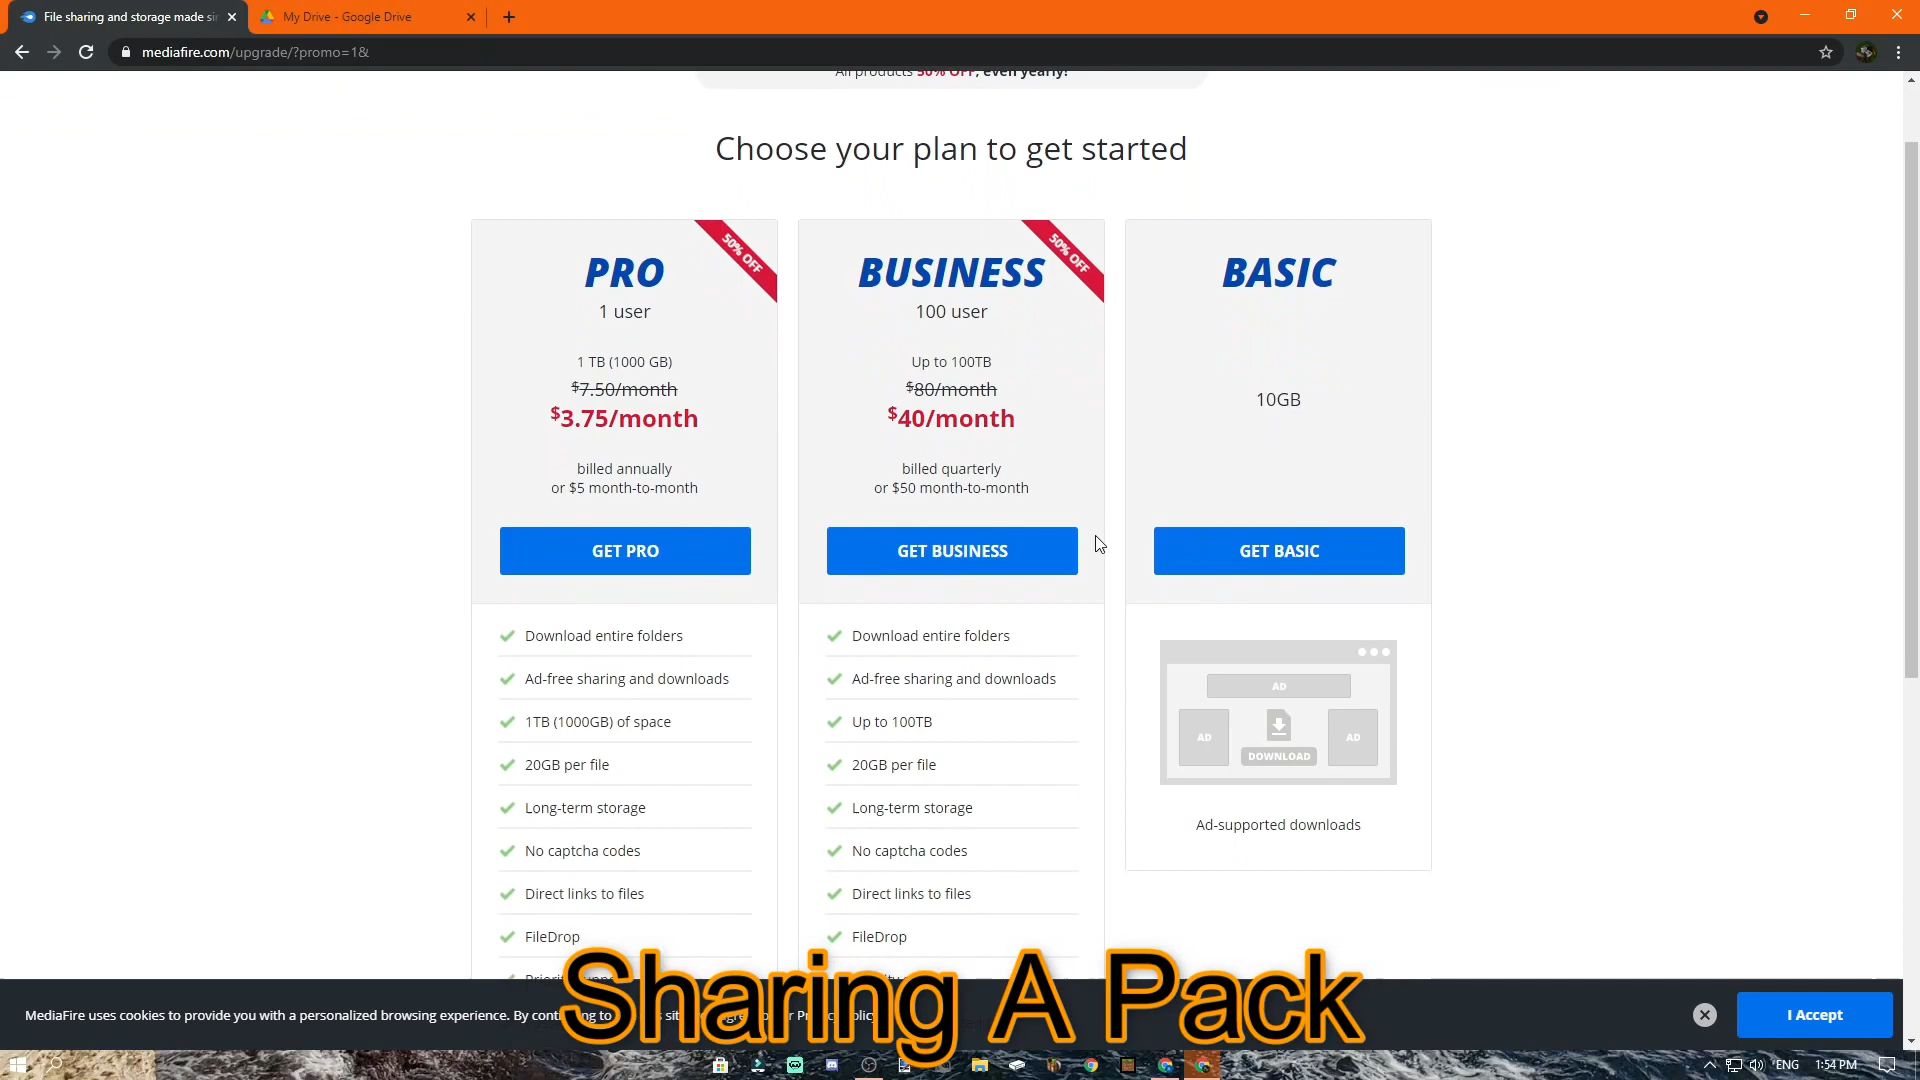 File sharing and storage made sin
My Drive - Google Drive
mediafire.com/upgrade/?promo=1&
All products 50% OFF, even yearly!
Choose your plan to get started
50% OFF
PRO
1 user
1 TB (1000 GB)
$7.50/month
$3.75/month
billed annually
or $5 month-to-month
GET PRO
Download entire folders
Ad-free sharing and downloads
1TB (1000GB) of space
20GB per file
Long-term storage
No captcha codes
Direct links to files
FileDrop
50% OFF
BUSINESS
100 user
Up to 100TB
$80/month
$40/month
billed quarterly
or $50 month-to-month
GET BUSINESS
Download entire folders
Ad-free sharing and downloads
Up to 100TB
20GB per file
Long-term storage
No captcha codes
Direct links to files
FileDrop
BASIC
10GB
GET BASIC
AD
AD
AD
DOWNLOAD
Ad-supported downloads
MediaFire uses cookies to provide you with a personalized browsing experience. By
I Accept
Sharing A Pack
ENG
1:54 PM